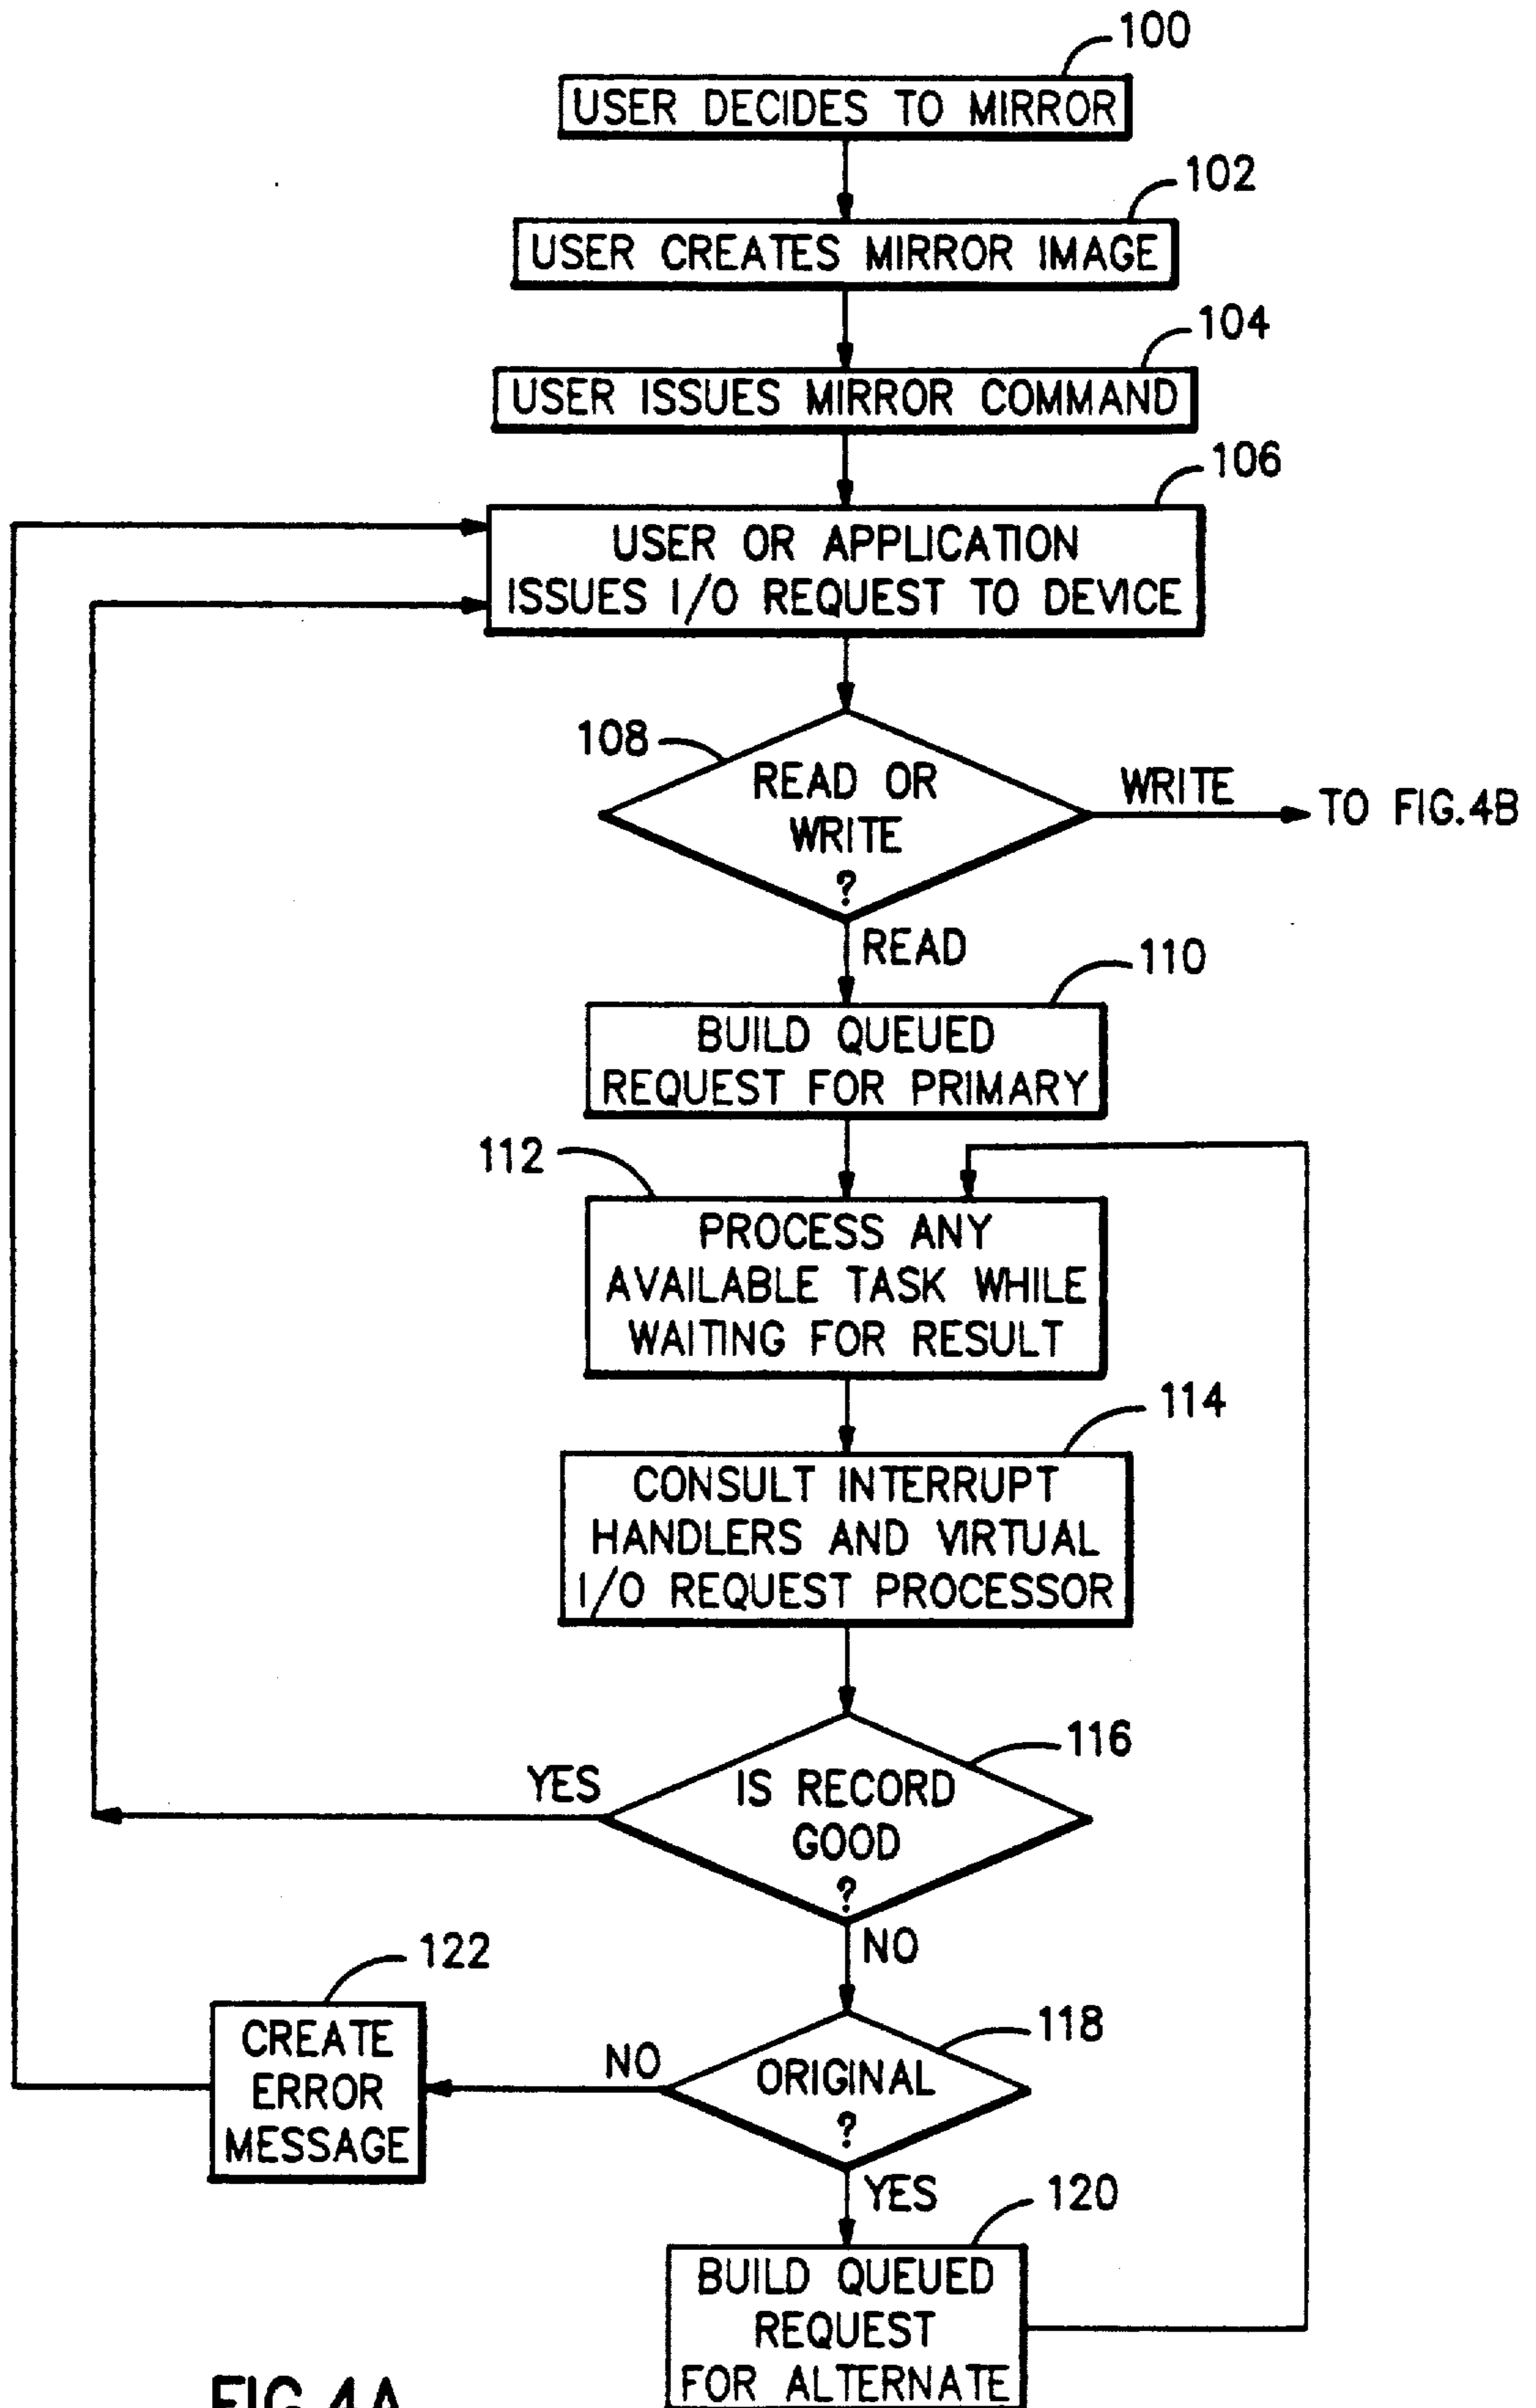 100
USER DECIDES TO MIRROR
102
USER CREATES MIRROR IMAGE
104
USER ISSUES MIRROR COMMAND
106
USER OR APPLICATION
ISSUES I/O REQUEST TO DEVICE
108
READ OR
WRITE
?
WRITE
TO FIG.4B
READ
110
BUILD QUEUED
REQUEST FOR PRIMARY
112
PROCESS ANY
AVAILABLE TASK WHILE
WAITING FOR RESULT
114
CONSULT INTERRUPT
HANDLERS AND VIRTUAL
I/O REQUEST PROCESSOR
116
YES
IS RECORD
GOOD
?
NO
122
CREATE
ERROR
MESSAGE
118
NO
ORIGINAL
?
YES
120
BUILD QUEUED
REQUEST
FOR ALTERNATE
FIG.4A